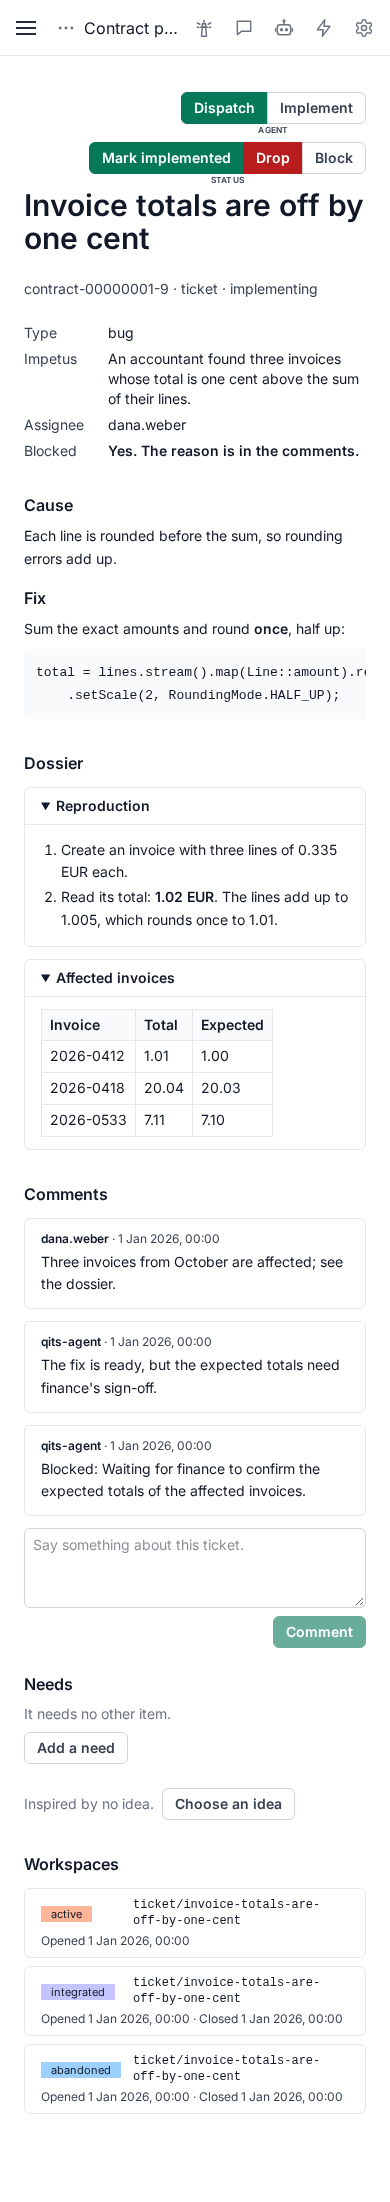 Contract p...
Dispatch Implement
AGENT
Mark implemented Drop Block
STATUS
Invoice totals are off by
one cent
contract-00000001-9 · ticket · implementing
Type bug
Impetus An accountant found three invoices
whose total is one cent above the sum
of their lines.
Assignee dana.weber
Blocked Yes. The reason is in the comments.
Cause
Each line is rounded before the sum, so rounding
errors add up.
Fix
Sum the exact amounts and round once, half up:
total = lines.stream().map(Line::amount).re
.setScale(2, RoundingMode.HALF_UP);
Dossier
▼ Reproduction
1. Create an invoice with three lines of 0.335
EUR each.
2. Read its total: 1.02 EUR. The lines add up to
1.005, which rounds once to 1.01.
▼ Affected invoices
Invoice Total Expected
2026-0412 1.01 1.00
2026-0418 20.04 20.03
2026-0533 7.11 7.10
Comments
dana.weber · 1 Jan 2026, 00:00
Three invoices from October are affected; see
the dossier.
qits-agent · 1 Jan 2026, 00:00
The fix is ready, but the expected totals need
finance's sign-off.
qits-agent · 1 Jan 2026, 00:00
Blocked: Waiting for finance to confirm the
expected totals of the affected invoices.
Say something about this ticket.
Comment
Needs
It needs no other item.
Add a need
Inspired by no idea. Choose an idea
Workspaces
active ticket/invoice-totals-are-
off-by-one-cent
Opened 1 Jan 2026, 00:00
integrated ticket/invoice-totals-are-
off-by-one-cent
Opened 1 Jan 2026, 00:00 · Closed 1 Jan 2026, 00:00
abandoned ticket/invoice-totals-are-
off-by-one-cent
Opened 1 Jan 2026, 00:00 · Closed 1 Jan 2026, 00:00